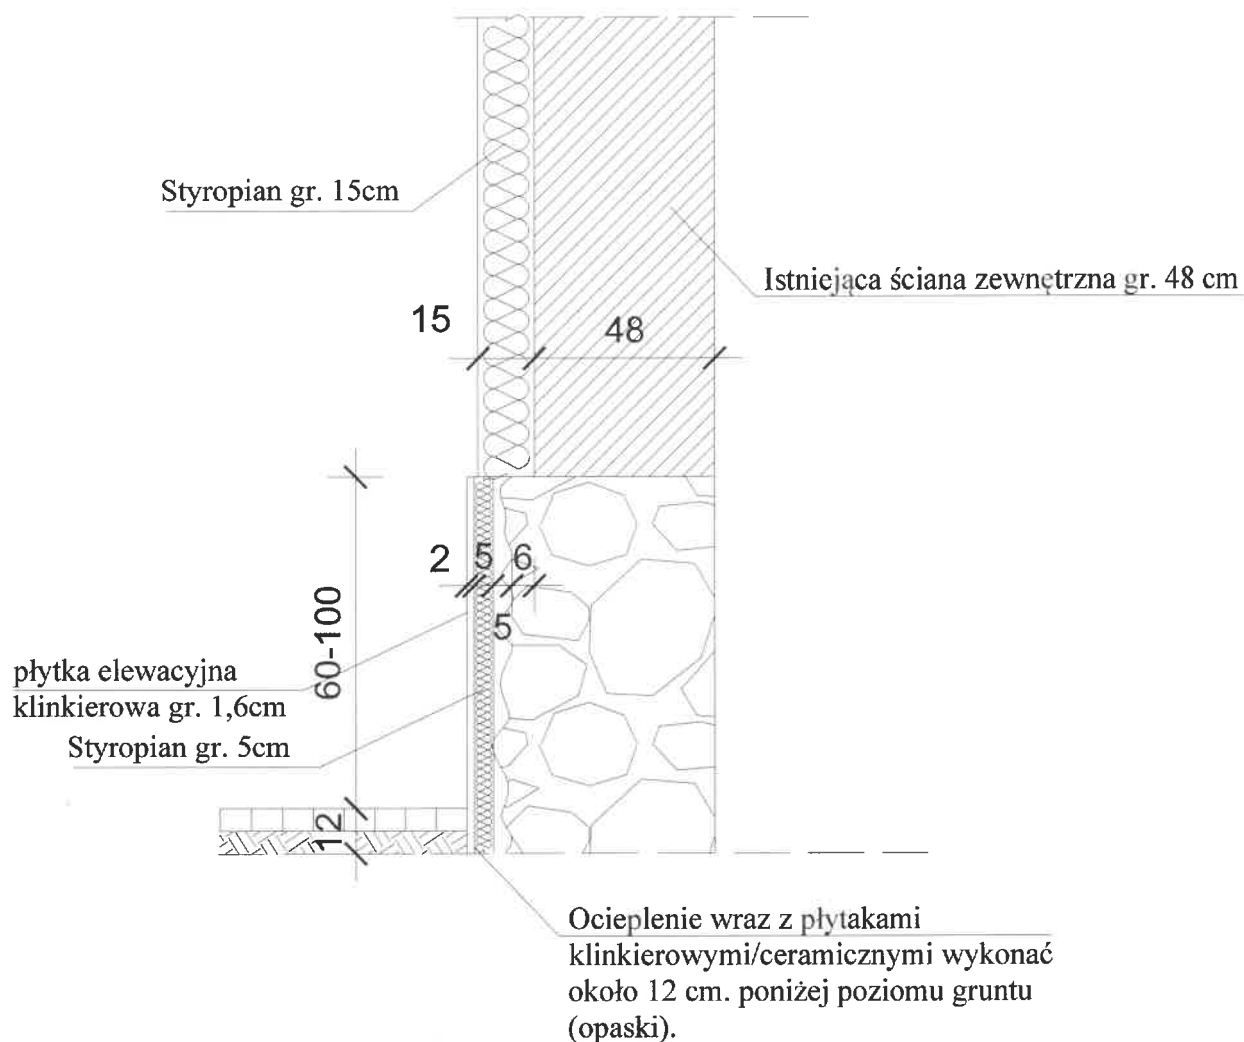 Styropian gr. 15cm
Istniejąca ściana zewnętrzna gr. 48 cm
15
48
2
5
6
5
60-100
płytka elewacyjna
klinkierowa gr. 1,6cm
Styropian gr. 5cm
12
Ocieplenie wraz z płytakami
klinkierowymi/ceramicznymi wykonać
około 12 cm. poniżej poziomu gruntu
(opaski).